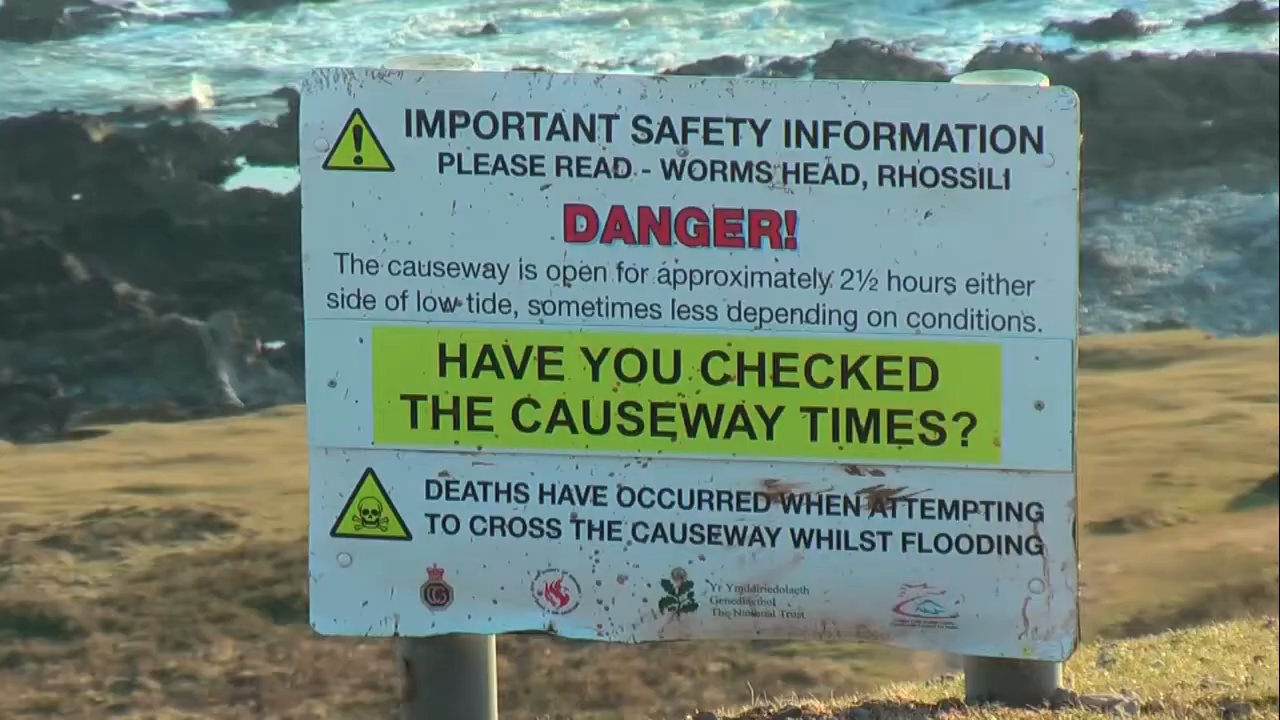 IMPORTANT SAFETY INFORMATION
PLEASE READ - WORMS HEAD, RHOSSILI
DANGER!
The causeway is open for approximately 2½ hours either
side of low tide, sometimes less depending on conditions.
HAVE YOU CHECKED
THE CAUSEWAY TIMES?
DEATHS HAVE OCCURRED WHEN ATTEMPTING
TO CROSS THE CAUSEWAY WHILST FLOODING
Yr Ymddiriedolaeth
Genedlaethol
The National Trust